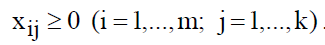 x_ij ≥ 0 (i = 1,...,m; j = 1,...,k).